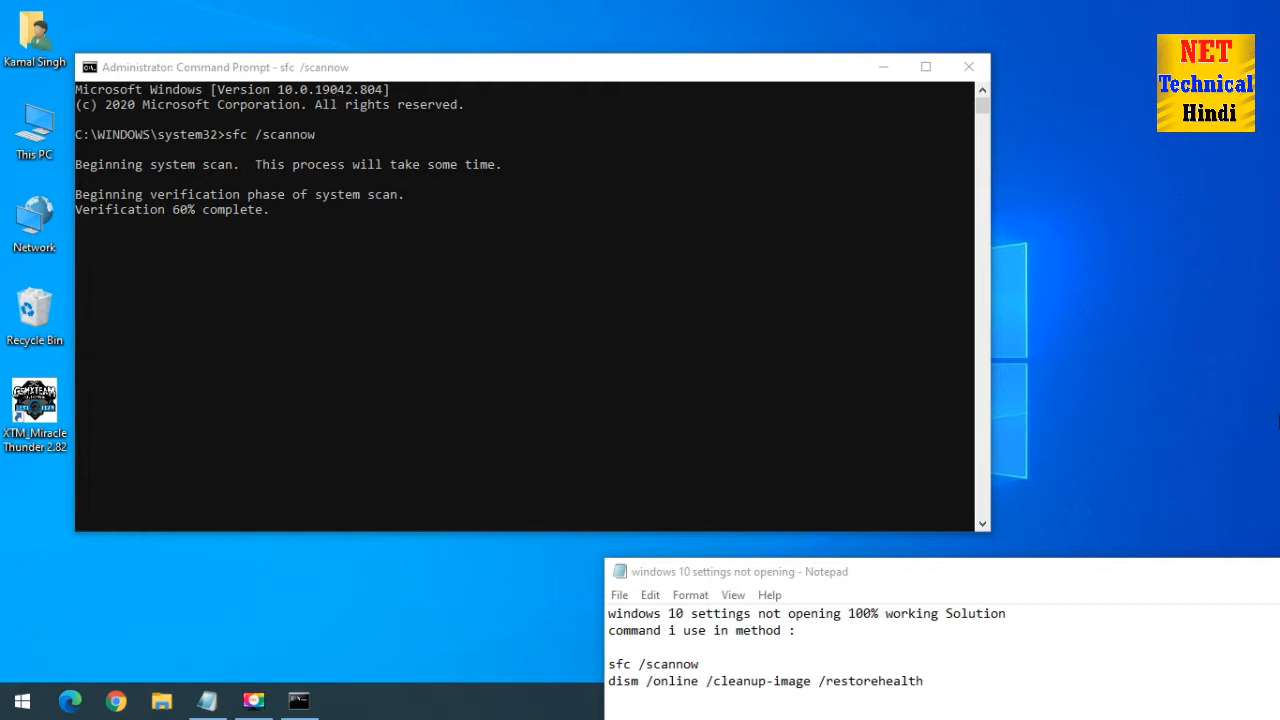 Kamal Singh
This PC
Network
Recycle Bin
GSMXTEAM
XTM_Miracle
Thunder 2.82
Administrator: Command Prompt - sfc  /scannow
Microsoft Windows [Version 10.0.19042.804]
(c) 2020 Microsoft Corporation. All rights reserved.
C:\WINDOWS\system32>sfc /scannow
Beginning system scan.  This process will take some time.
Beginning verification phase of system scan.
Verification 60% complete.
NET
Technical
Hindi
windows 10 settings not opening - Notepad
File Edit Format View Help
windows 10 settings not opening 100% working Solution
command i use in method :
sfc /scannow
dism /online /cleanup-image /restorehealth